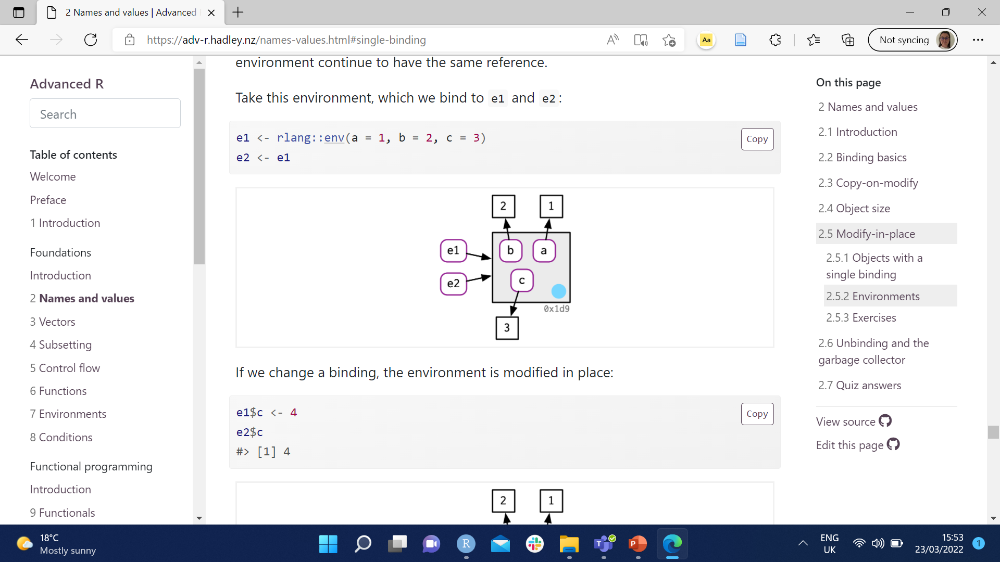 2 Names and values | Advanced
https://adv-r.hadley.nz/names-values.html#single-binding
Aa
Not syncing
Advanced R
Search
Table of contents
Welcome
Preface
1 Introduction
Foundations
Introduction
2 Names and values
3 Vectors
4 Subsetting
5 Control flow
6 Functions
7 Environments
8 Conditions
Functional programming
Introduction
9 Functionals
environment continue to have the same reference.
Take this environment, which we bind to e1 and e2:
e1 <- rlang::env(a = 1, b = 2, c = 3)
Copy
e2 <- e1
2 1
e1 b a
e2 c
0x1d9
3
If we change a binding, the environment is modified in place:
e1$c <- 4
Copy
e2$c
#> [1] 4
2 1
On this page
2 Names and values
2.1 Introduction
2.2 Binding basics
2.3 Copy-on-modify
2.4 Object size
2.5 Modify-in-place
2.5.1 Objects with a
single binding
2.5.2 Environments
2.5.3 Exercises
2.6 Unbinding and the
garbage collector
2.7 Quiz answers
View source
Edit this page
18°C
Mostly sunny
R
T
P
ENG
UK
15:53
23/03/2022
1